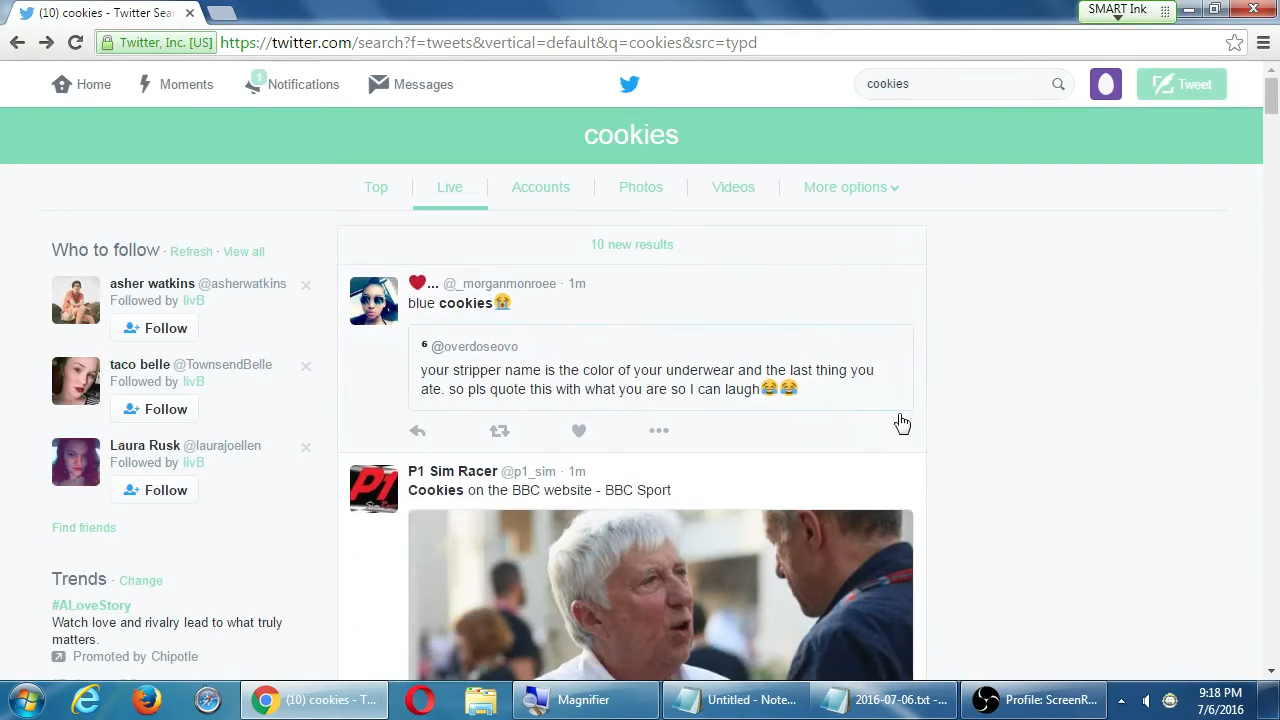 (10) cookies - Twitter Sea
SMART Ink
Twitter, Inc. [US]
https://twitter.com/search?f=tweets&vertical=default&q=cookies&src=typd
Home
Moments
1
Notifications
Messages
cookies
Tweet
cookies
Top
Live
Accounts
Photos
Videos
More options
Who to follow · Refresh · View all
asher watkins @asherwatkins
Followed by livB
Follow
taco belle @TownsendBelle
Followed by livB
Follow
Laura Rusk @laurajoellen
Followed by livB
Follow
Find friends
Trends · Change
#ALoveStory
Watch love and rivalry lead to what truly
matters.
Promoted by Chipotle
10 new results
❤... @_morganmonroee · 1m
blue cookies😭
⁶ @overdoseovo
your stripper name is the color of your underwear and the last thing you
ate. so pls quote this with what you are so I can laugh😂😂
P1 Sim Racer @p1_sim · 1m
Cookies on the BBC website - BBC Sport
P1
(10) cookies - T...
Magnifier
Untitled - Note...
2016-07-06.txt -...
Profile: ScreenR...
9:18 PM
7/6/2016